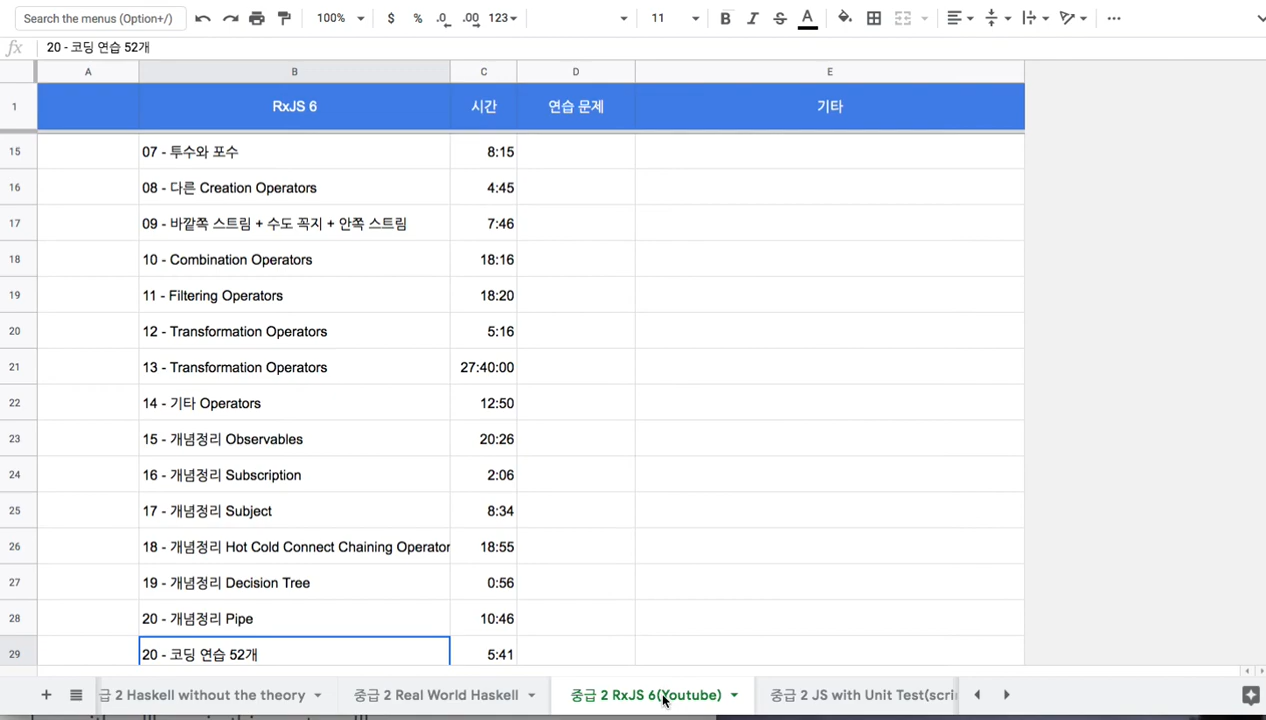 Search the menus (Option+/) 100% $ % .0 .00 123 11 B I S A
fx 20 - 코딩 연습 52개
A B C D E
1 RxJS 6 시간 연습 문제 기타
15 07 - 투수와 포수 8:15
16 08 - 다른 Creation Operators 4:45
17 09 - 바깥쪽 스트림 + 수도 꼭지 + 안쪽 스트림 7:46
18 10 - Combination Operators 18:16
19 11 - Filtering Operators 18:20
20 12 - Transformation Operators 5:16
21 13 - Transformation Operators 27:40:00
22 14 - 기타 Operators 12:50
23 15 - 개념정리 Observables 20:26
24 16 - 개념정리 Subscription 2:06
25 17 - 개념정리 Subject 8:34
26 18 - 개념정리 Hot Cold Connect Chaining Operator 18:55
27 19 - 개념정리 Decision Tree 0:56
28 20 - 개념정리 Pipe 10:46
29 20 - 코딩 연습 52개 5:41
급 2 Haskell without the theory 중급 2 Real World Haskell 중급 2 RxJS 6(Youtube) 중급 2 JS with Unit Test(scri